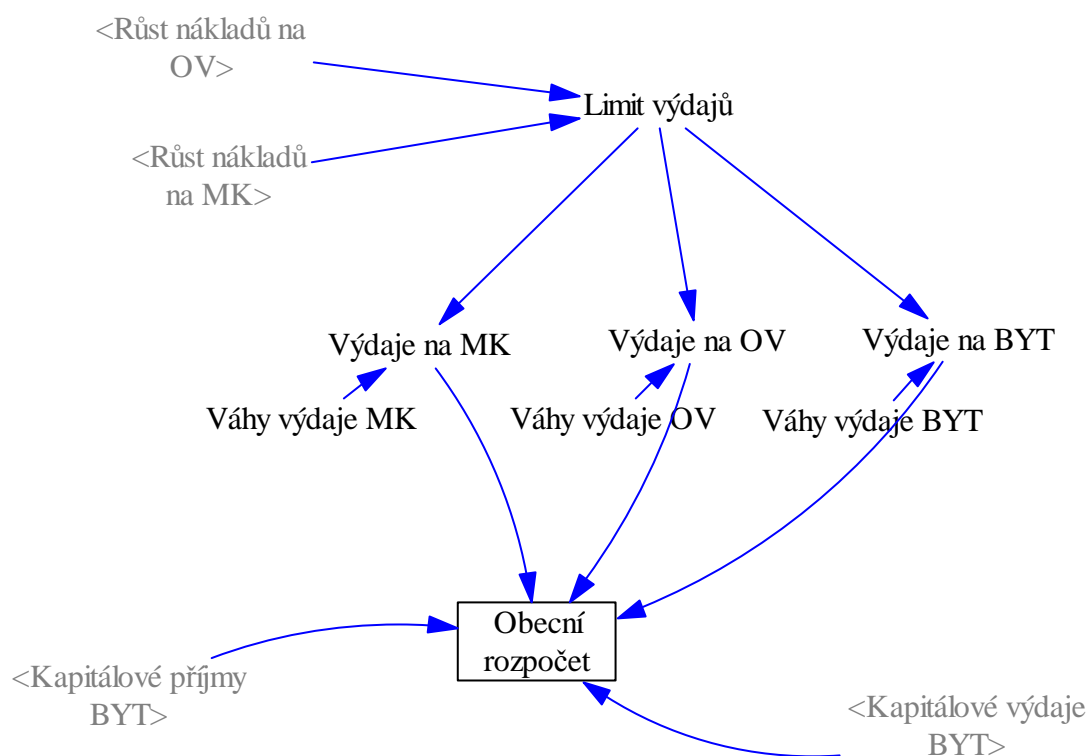 <Růst nákladů na
OV>
Limit výdajů
<Růst nákladů
na MK>
Výdaje na MK
Výdaje na OV
Výdaje na BYT
Váhy výdaje MK
Váhy výdaje OV
Váhy výdaje BYT
Obecní
rozpočet
<Kapitálové příjmy
BYT>
<Kapitálové výdaje
BYT>